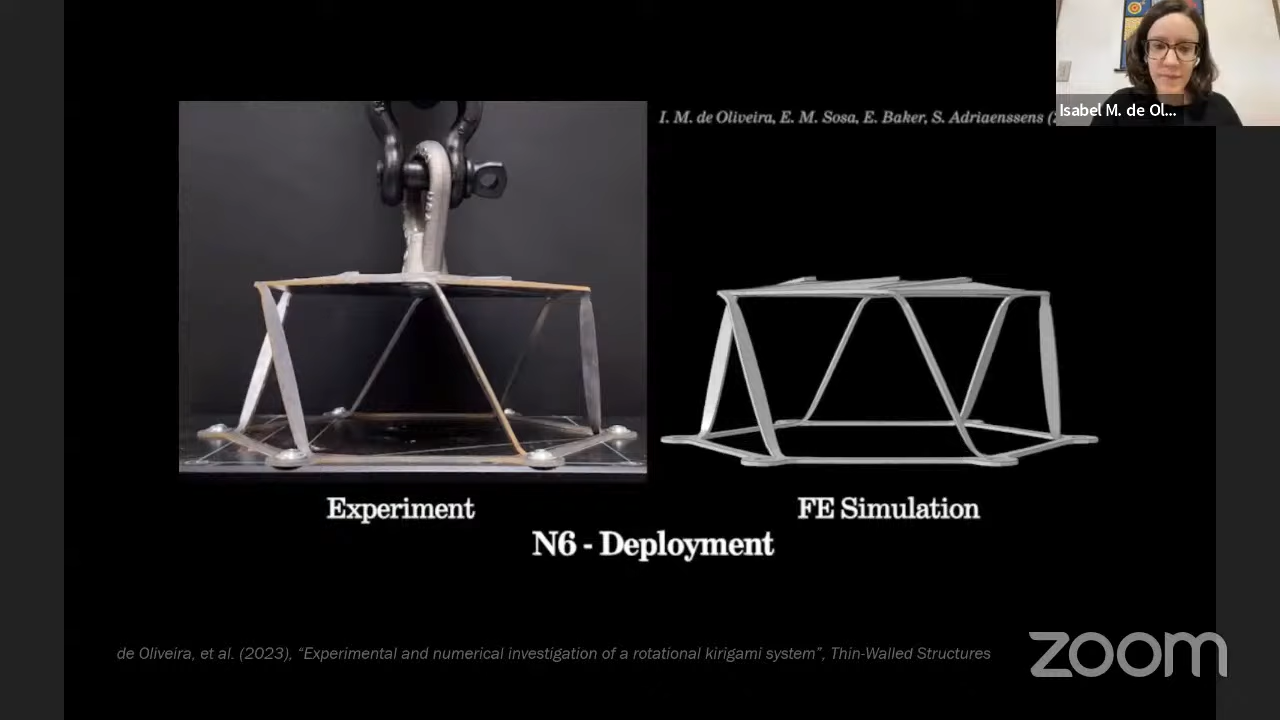 I. M. de Oliveira, E. M. Sosa, E. Baker, S. Adriaenssens (
Isabel M. de Ol...
Experiment
FE Simulation
N6 - Deployment
de Oliveira, et al. (2023), “Experimental and numerical investigation of a rotational kirigami system”, Thin-Walled Structures
zoom